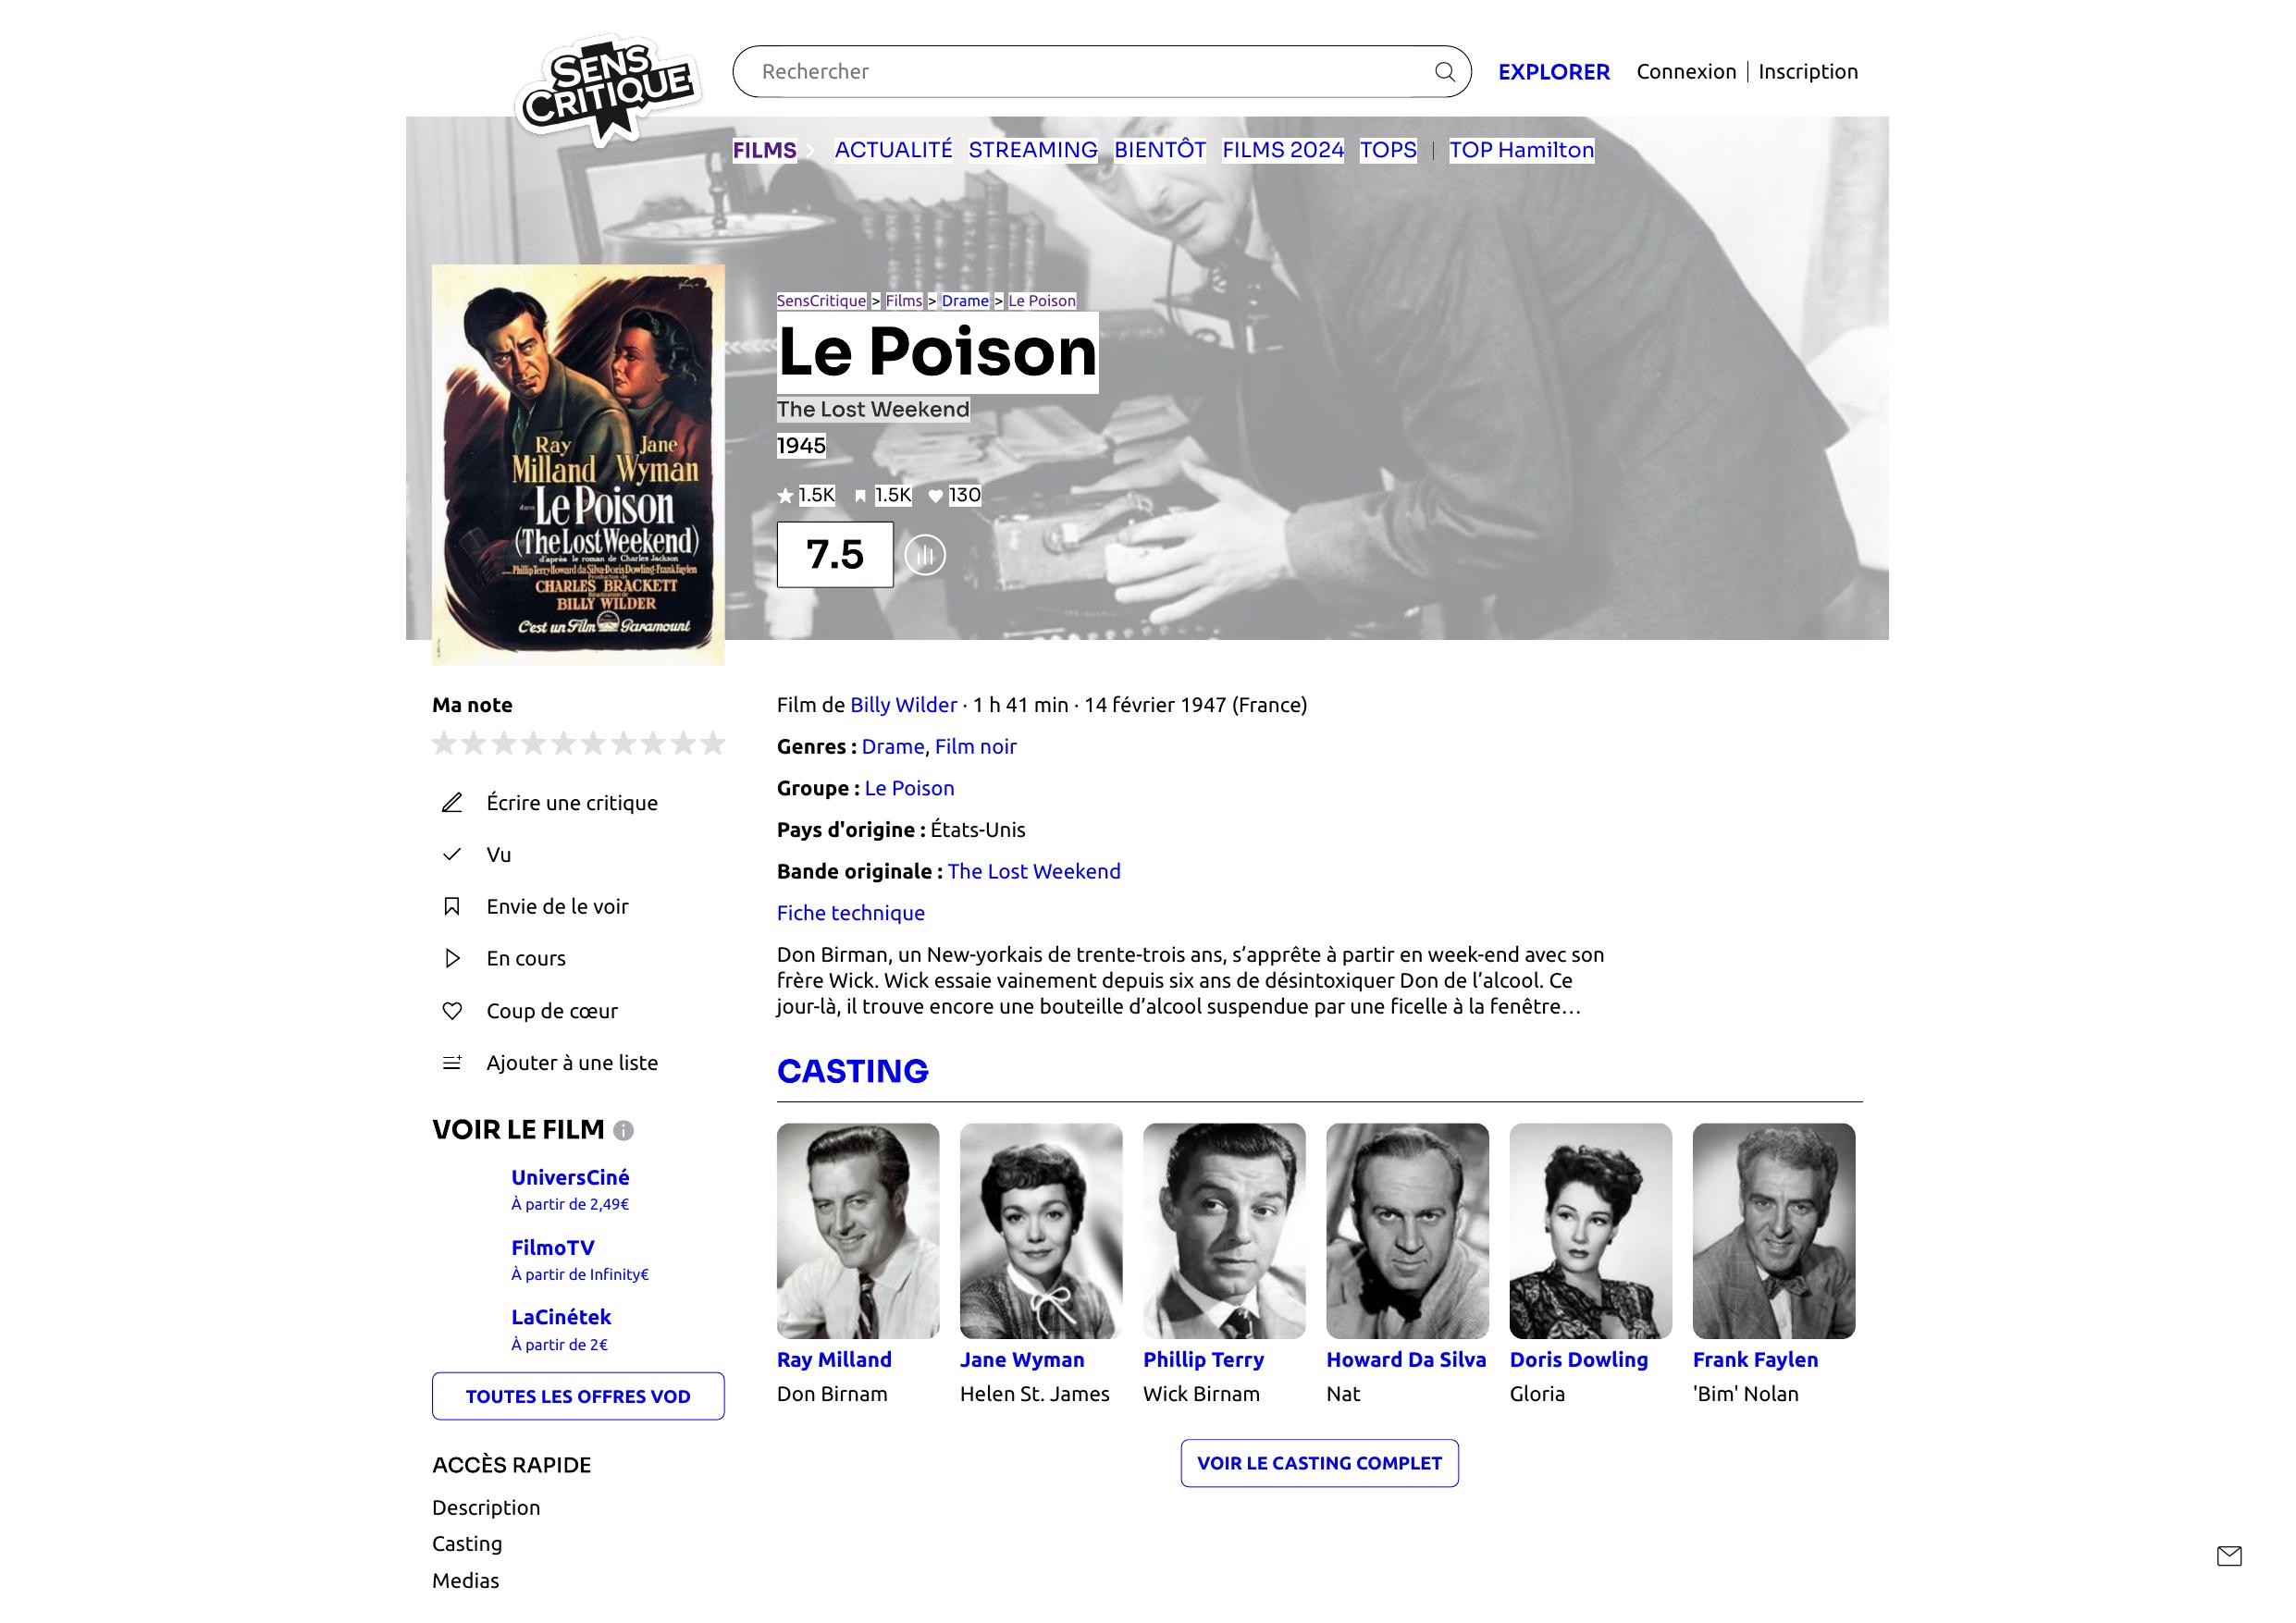 SENS
CRITIQUE
Rechercher
EXPLORER
Connexion | Inscription
FILMS
ACTUALITÉ
STREAMING
BIENTÔT
FILMS 2024
TOPS
| TOP Hamilton
SensCritique > Films > Drame > Le Poison
Le Poison
The Lost Weekend
1945
1.5K 1.5K 130
7.5
Ray Milland
Jane Wyman
dans
Le Poison
(The Lost Weekend)
d'après le roman de Charles Jackson
Phillip Terry-Howard da Silva-Doris Dowling-Frank Faylen
Production de
CHARLES BRACKETT
BILLY WILDER
C'est un Film Paramount
Ma note
Écrire une critique
Vu
Envie de le voir
En cours
Coup de cœur
Ajouter à une liste
VOIR LE FILM
UniversCiné
À partir de 2,49€
FilmoTV
À partir de Infinity€
LaCinétek
À partir de 2€
TOUTES LES OFFRES VOD
ACCÈS RAPIDE
Description
Casting
Medias
Film de Billy Wilder · 1 h 41 min · 14 février 1947 (France)
Genres : Drame, Film noir
Groupe : Le Poison
Pays d'origine : États-Unis
Bande originale : The Lost Weekend
Fiche technique
Don Birman, un New-yorkais de trente-trois ans, s’apprête à partir en week-end avec son
frère Wick. Wick essaie vainement depuis six ans de désintoxiquer Don de l’alcool. Ce
jour-là, il trouve encore une bouteille d’alcool suspendue par une ficelle à la fenêtre…
CASTING
Ray Milland
Don Birnam
Jane Wyman
Helen St. James
Phillip Terry
Wick Birnam
Howard Da Silva
Nat
Doris Dowling
Gloria
Frank Faylen
'Bim' Nolan
VOIR LE CASTING COMPLET